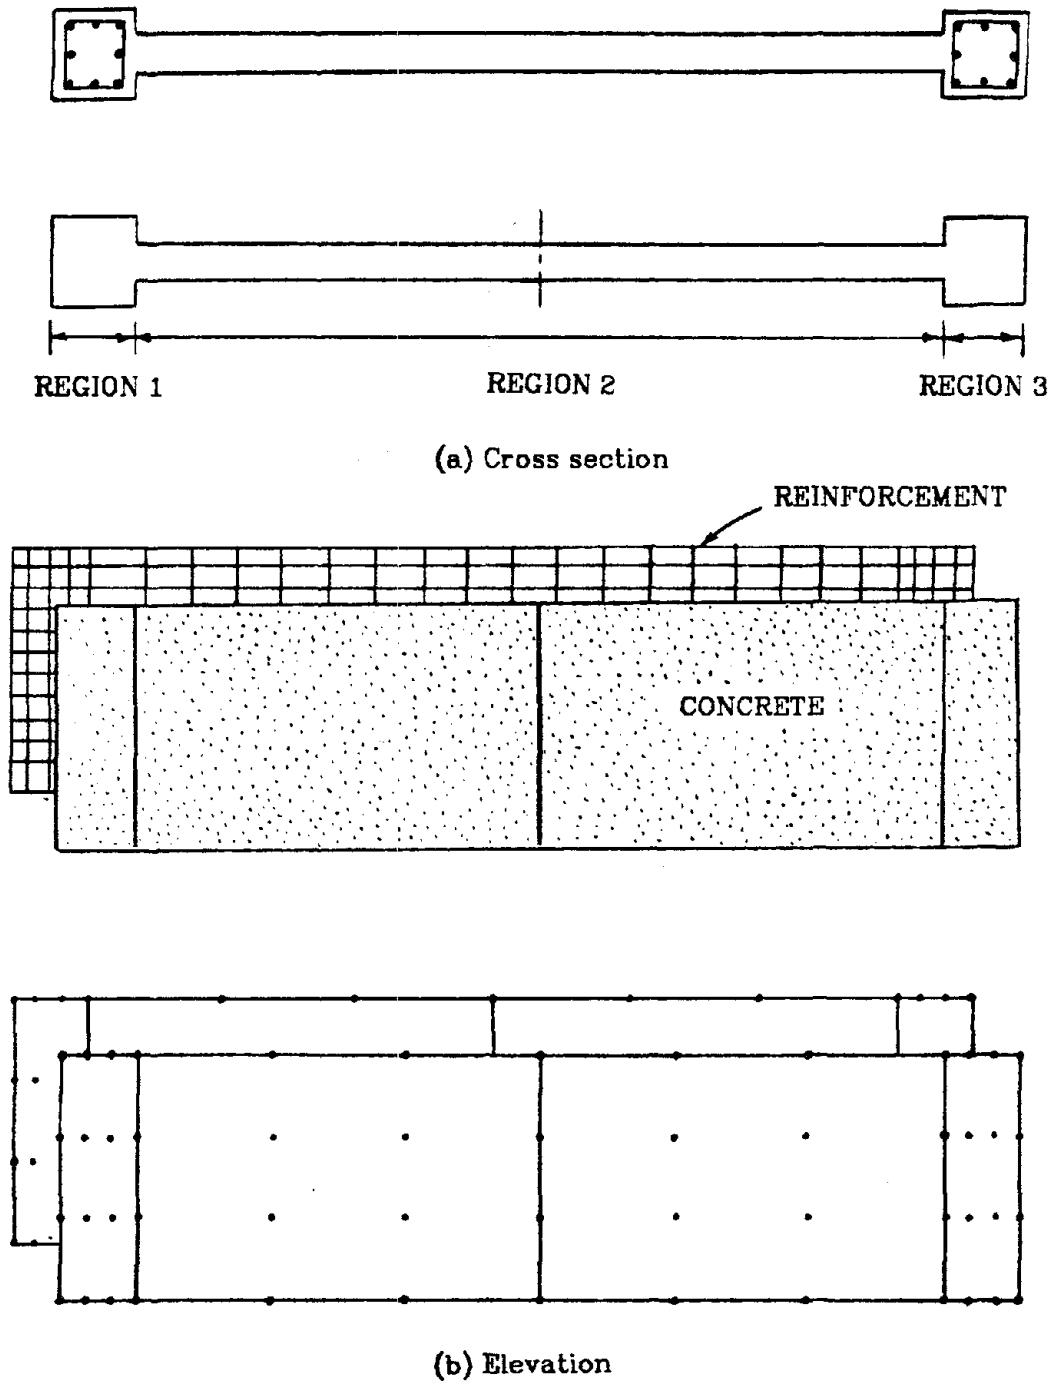 REGION 1
REGION 2
REGION 3
(a) Cross section
REINFORCEMENT
CONCRETE
(b) Elevation